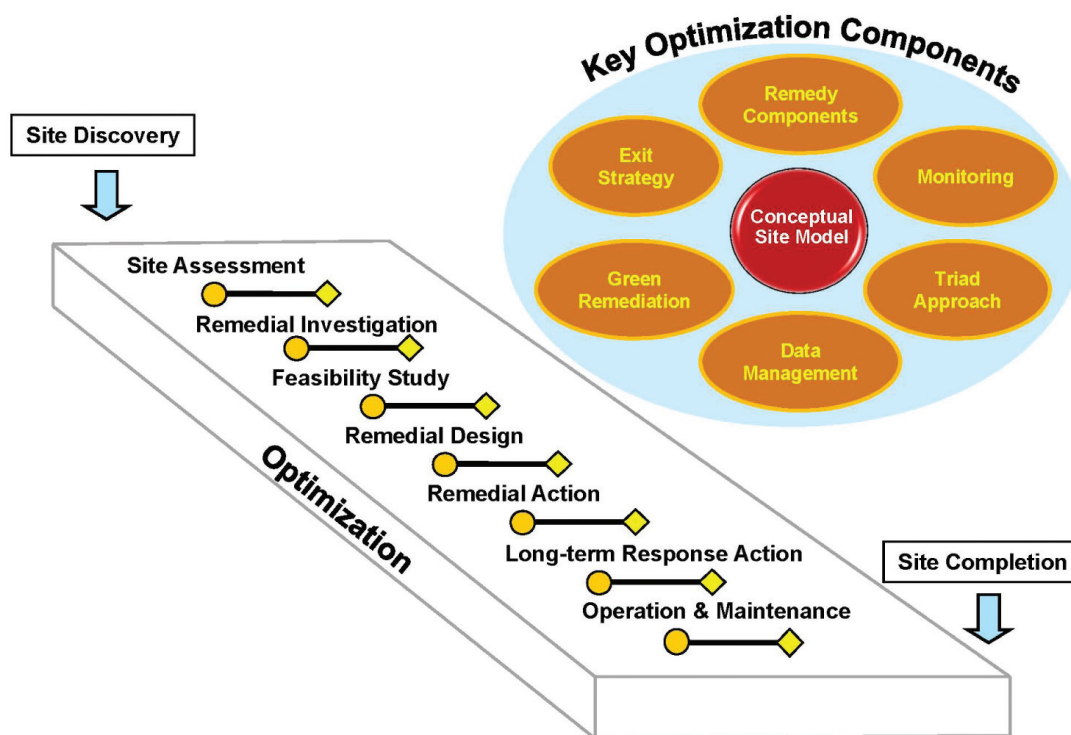 Key Optimization Components
Remedy
Components
Exit
Strategy
Monitoring
Conceptual
Site Model
Green
Remediation
Triad
Approach
Data
Management
Site Discovery
Site Assessment
Remedial Investigation
Feasibility Study
Remedial Design
Remedial Action
Long-term Response Action
Operation & Maintenance
Optimization
Site Completion